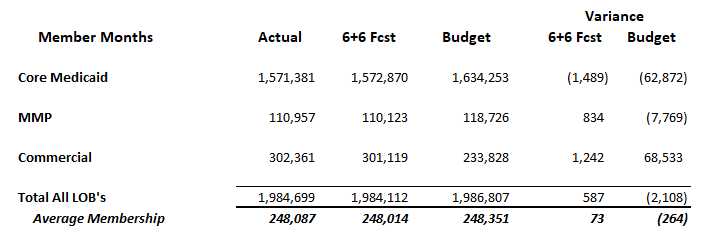 Variance
Member Months Actual 6+6 Fcst Budget 6+6 Fcst Budget
Core Medicaid 1,571,381 1,572,870 1,634,253 (1,489) (62,872)
MMP 110,957 110,123 118,726 834 (7,769)
Commercial 302,361 301,119 233,828 1,242 68,533
Total All LOB's 1,984,699 1,984,112 1,986,807 587 (2,108)
Average Membership 248,087 248,014 248,351 73 (264)